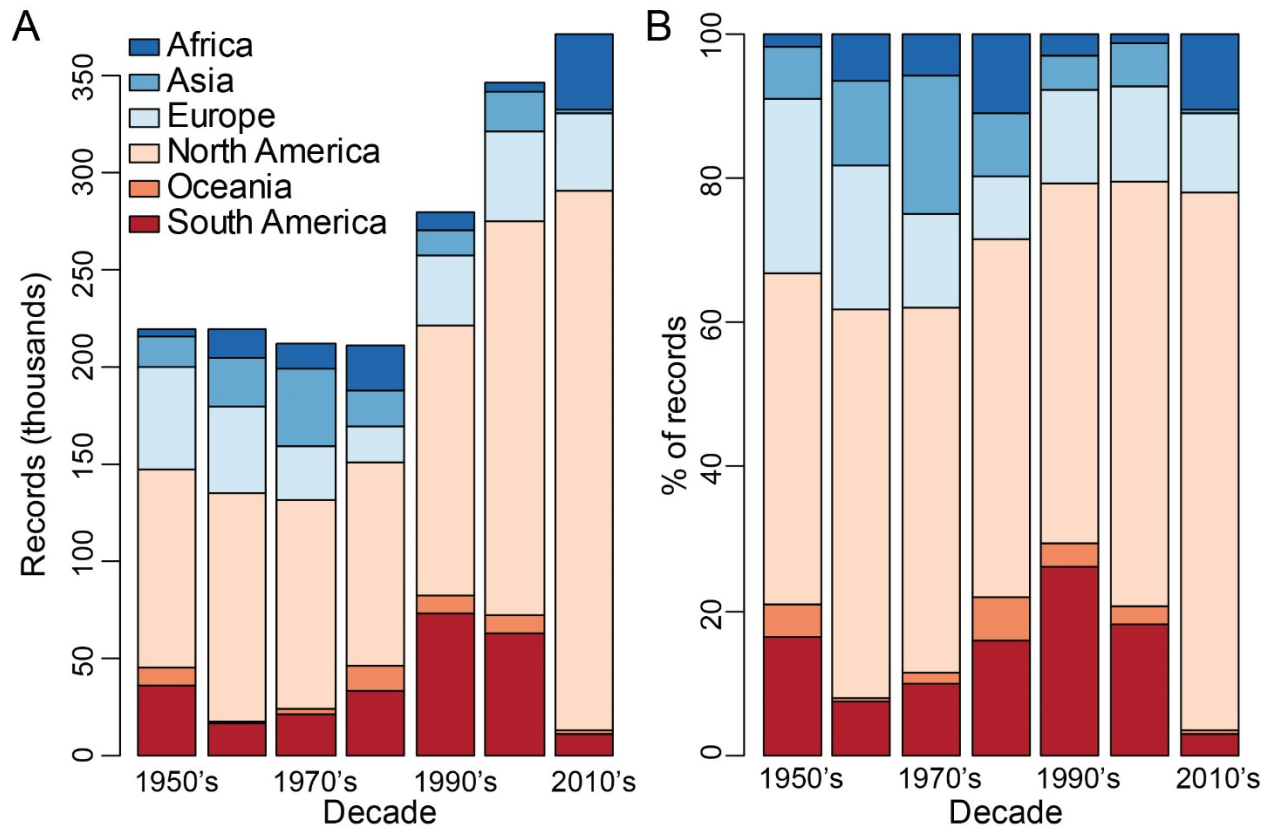 A
Africa
Asia
Europe
North America
Oceania
South America
Records (thousands)
0
50
100
150
200
250
300
350
1950's
1970's
1990's
2010's
Decade
B
% of records
0
20
40
60
80
100
1950's
1970's
1990's
2010's
Decade